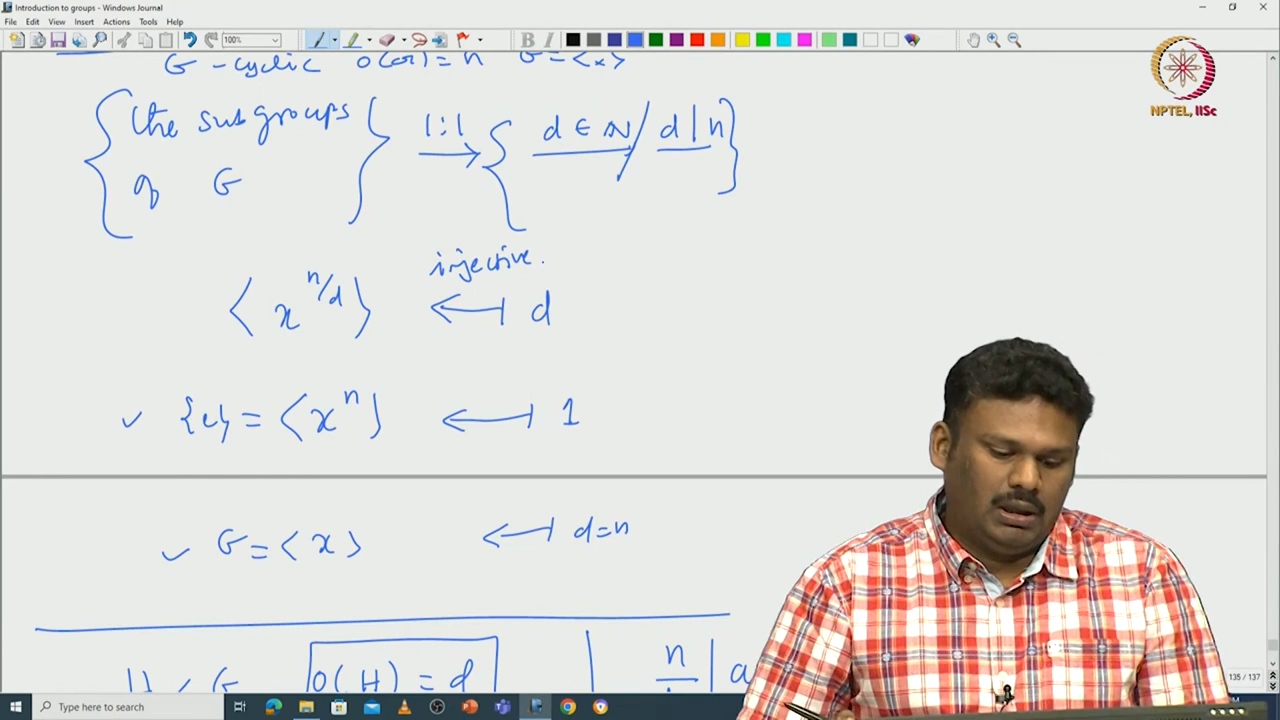 Introduction to groups - Windows Journal
File Edit View Insert Actions Tools Help
100%
G - cyclic O(G) = n G = <x>
{ the subgroups of G } 1:1 → { d ∈ ℕ / d | n }
injective.
< x^{n/d} > ↤ d
✓ {e} = < x^n > ↤ 1
✓ G = < x > ↤ d = n
O(H) = d
NPTEL, IISc
135 / 137
Type here to search